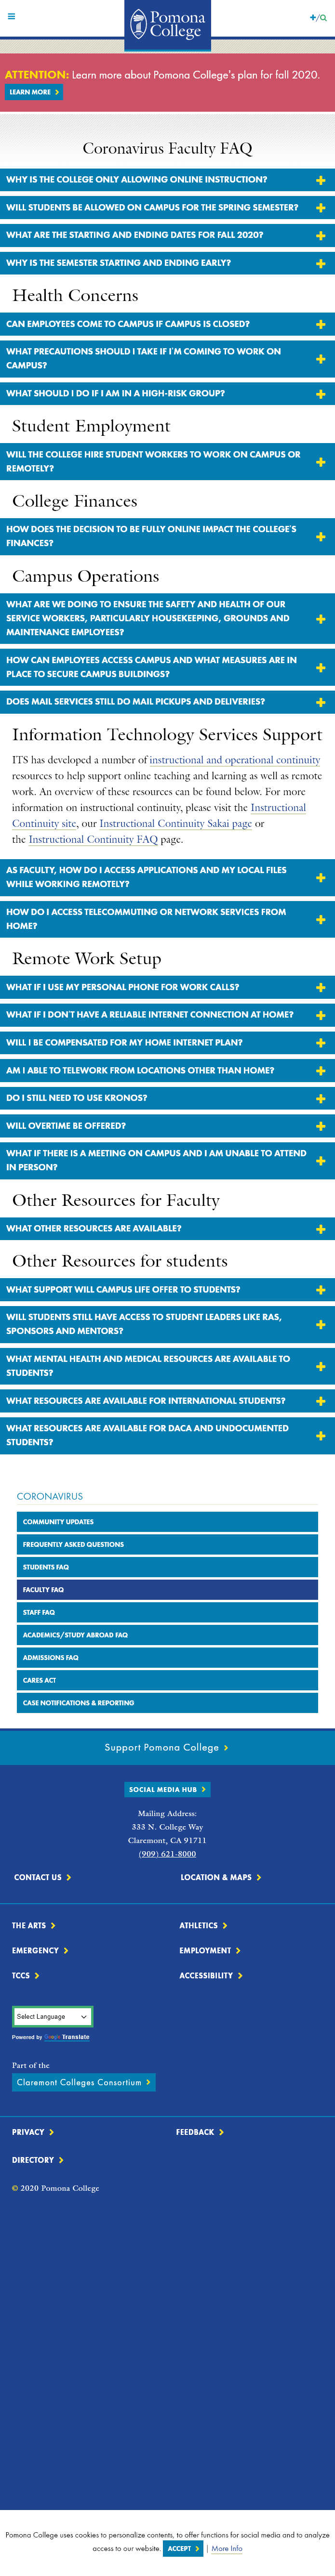 Pomona
College
ATTENTION: Learn more about Pomona College's plan for fall 2020.
LEARN MORE
Coronavirus Faculty FAQ
WHY IS THE COLLEGE ONLY ALLOWING ONLINE INSTRUCTION?
WILL STUDENTS BE ALLOWED ON CAMPUS FOR THE SPRING SEMESTER?
WHAT ARE THE STARTING AND ENDING DATES FOR FALL 2020?
WHY IS THE SEMESTER STARTING AND ENDING EARLY?
Health Concerns
CAN EMPLOYEES COME TO CAMPUS IF CAMPUS IS CLOSED?
WHAT PRECAUTIONS SHOULD I TAKE IF I'M COMING TO WORK ON
CAMPUS?
WHAT SHOULD I DO IF I AM IN A HIGH-RISK GROUP?
Student Employment
WILL THE COLLEGE HIRE STUDENT WORKERS TO WORK ON CAMPUS OR
REMOTELY?
College Finances
HOW DOES THE DECISION TO BE FULLY ONLINE IMPACT THE COLLEGE'S
FINANCES?
Campus Operations
WHAT ARE WE DOING TO ENSURE THE SAFETY AND HEALTH OF OUR
SERVICE WORKERS, PARTICULARLY HOUSEKEEPING, GROUNDS AND
MAINTENANCE EMPLOYEES?
HOW CAN EMPLOYEES ACCESS CAMPUS AND WHAT MEASURES ARE IN
PLACE TO SECURE CAMPUS BUILDINGS?
DOES MAIL SERVICES STILL DO MAIL PICKUPS AND DELIVERIES?
Information Technology Services Support
ITS has developed a number of instructional and operational continuity
resources to help support online teaching and learning as well as remote
work. An overview of these resources can be found below. For more
information on instructional continuity, please visit the Instructional
Continuity site, our Instructional Continuity Sakai page or
the Instructional Continuity FAQ page.
AS FACULTY, HOW DO I ACCESS APPLICATIONS AND MY LOCAL FILES
WHILE WORKING REMOTELY?
HOW DO I ACCESS TELECOMMUTING OR NETWORK SERVICES FROM
HOME?
Remote Work Setup
WHAT IF I USE MY PERSONAL PHONE FOR WORK CALLS?
WHAT IF I DON'T HAVE A RELIABLE INTERNET CONNECTION AT HOME?
WILL I BE COMPENSATED FOR MY HOME INTERNET PLAN?
AM I ABLE TO TELEWORK FROM LOCATIONS OTHER THAN HOME?
DO I STILL NEED TO USE KRONOS?
WILL OVERTIME BE OFFERED?
WHAT IF THERE IS A MEETING ON CAMPUS AND I AM UNABLE TO ATTEND
IN PERSON?
Other Resources for Faculty
WHAT OTHER RESOURCES ARE AVAILABLE?
Other Resources for students
WHAT SUPPORT WILL CAMPUS LIFE OFFER TO STUDENTS?
WILL STUDENTS STILL HAVE ACCESS TO STUDENT LEADERS LIKE RAS,
SPONSORS AND MENTORS?
WHAT MENTAL HEALTH AND MEDICAL RESOURCES ARE AVAILABLE TO
STUDENTS?
WHAT RESOURCES ARE AVAILABLE FOR INTERNATIONAL STUDENTS?
WHAT RESOURCES ARE AVAILABLE FOR DACA AND UNDOCUMENTED
STUDENTS?
CORONAVIRUS
COMMUNITY UPDATES
FREQUENTLY ASKED QUESTIONS
STUDENTS FAQ
FACULTY FAQ
STAFF FAQ
ACADEMICS/STUDY ABROAD FAQ
ADMISSIONS FAQ
CARES ACT
CASE NOTIFICATIONS & REPORTING
Support Pomona College
SOCIAL MEDIA HUB
Mailing Address:
333 N. College Way
Claremont, CA 91711
(909) 621-8000
CONTACT US
LOCATION & MAPS
THE ARTS
ATHLETICS
EMERGENCY
EMPLOYMENT
TCCS
ACCESSIBILITY
Select Language
Powered by Google Translate
Part of the
Claremont Colleges Consortium
PRIVACY
FEEDBACK
DIRECTORY
© 2020 Pomona College
Pomona College uses cookies to personalize contents, to offer functions for social media and to analyze
access to our website. ACCEPT | More Info